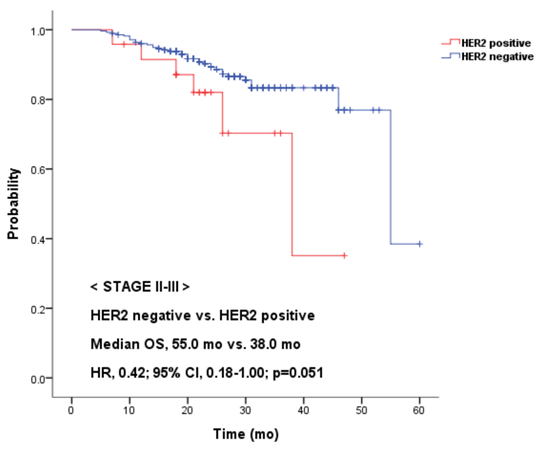 HER2 positive
HER2 negative
1.0
0.8
0.6
0.4
0.2
0.0
Probability
< STAGE II-III >
HER2 negative vs. HER2 positive
Median OS, 55.0 mo vs. 38.0 mo
HR, 0.42; 95% CI, 0.18-1.00; p=0.051
0 10 20 30 40 50 60
Time (mo)